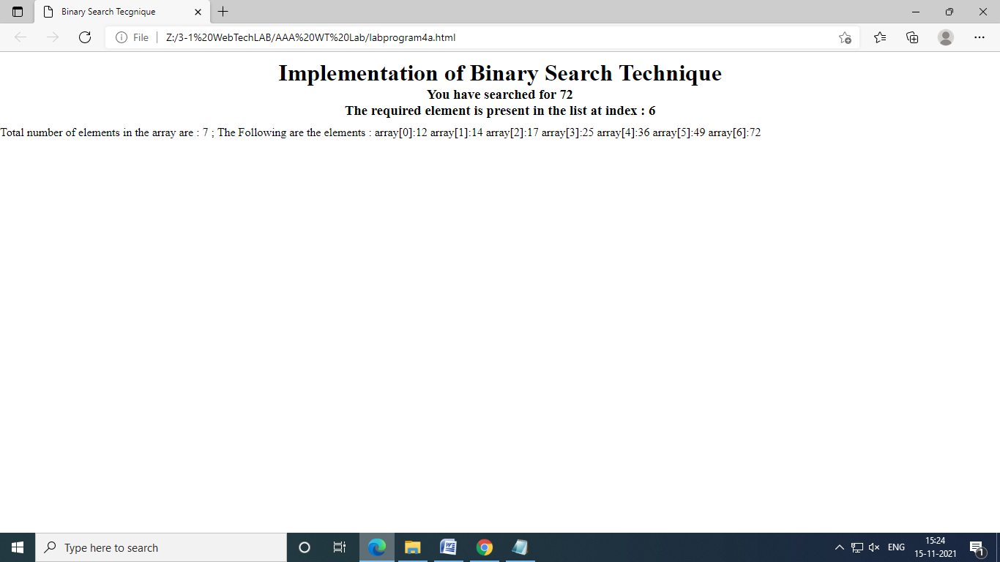 Binary Search Tecgnique
File
Z:/3-1%20WebTechLAB/AAA%20WT%20Lab/labprogram4a.html
Implementation of Binary Search Technique
You have searched for 72
The required element is present in the list at index : 6
Total number of elements in the array are : 7 ; The Following are the elements : array[0]:12 array[1]:14 array[2]:17 array[3]:25 array[4]:36 array[5]:49 array[6]:72
Type here to search
W
ENG
15:24
15-11-2021
1